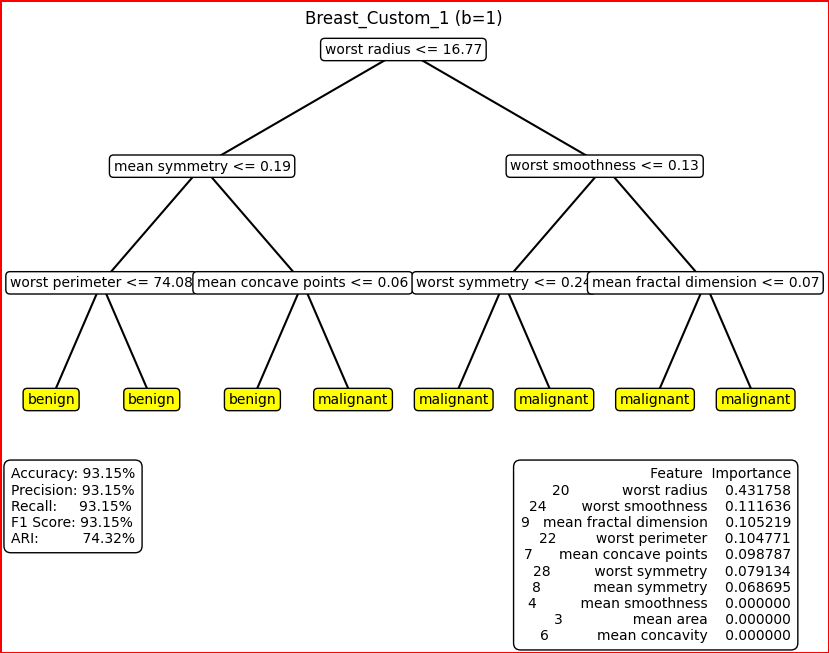 Breast_Custom_1 (b=1)
worst radius <= 16.77
mean symmetry <= 0.19
worst smoothness <= 0.13
worst perimeter <= 74.08
mean concave points <= 0.06
worst symmetry <= 0.24
mean fractal dimension <= 0.07
benign
benign
benign
malignant
malignant
malignant
malignant
malignant
Accuracy: 93.15%
Precision: 93.15%
Recall: 93.15%
F1 Score: 93.15%
ARI: 74.32%
Feature Importance
20 worst radius 0.431758
24 worst smoothness 0.111636
9 mean fractal dimension 0.105219
22 worst perimeter 0.104771
7 mean concave points 0.098787
28 worst symmetry 0.079134
8 mean symmetry 0.068695
4 mean smoothness 0.000000
3 mean area 0.000000
6 mean concavity 0.000000